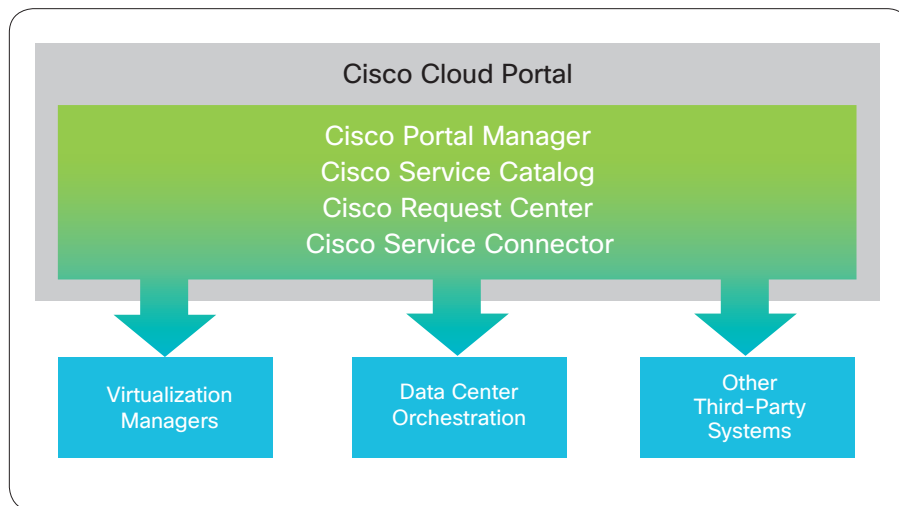 Cisco Cloud Portal
Cisco Portal Manager
Cisco Service Catalog
Cisco Request Center
Cisco Service Connector
Virtualization
Managers
Data Center
Orchestration
Other
Third-Party
Systems